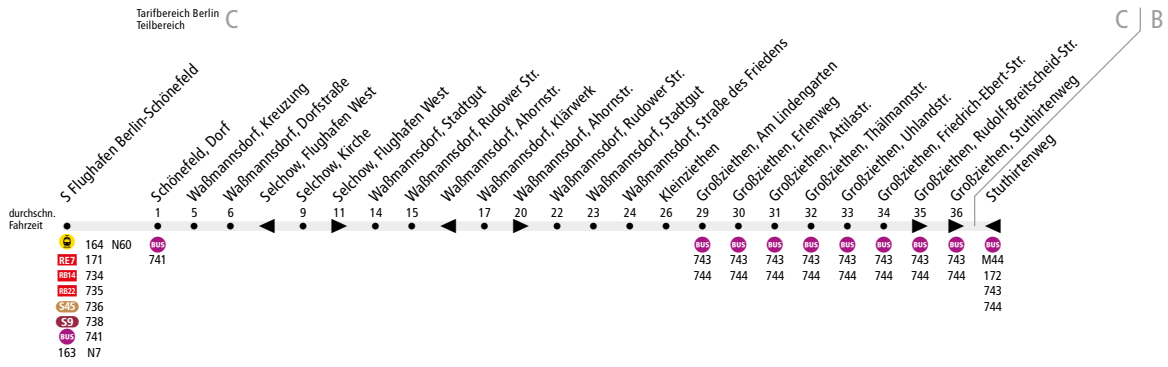 Tarifbereich Berlin
Teilbereich C
C | B
S Flughafen Berlin-Schönefeld
Schönefeld, Dorf
Waßmannsdorf, Kreuzung
Waßmannsdorf, Dorfstraße
Selchow, Flughafen West
Selchow, Kirche
Selchow, Flughafen West
Waßmannsdorf, Stadtgut
Waßmannsdorf, Rudower Str.
Waßmannsdorf, Ahornstr.
Waßmannsdorf, Klärwerk
Waßmannsdorf, Ahornstr.
Waßmannsdorf, Rudower Str.
Waßmannsdorf, Stadtgut
Waßmannsdorf, Straße des Friedens
Kleinziethen
Großziethen, Am Lindengarten
Großziethen, Erlenweg
Großziethen, Attilastr.
Großziethen, Thälmannstr.
Großziethen, Uhlandstr.
Großziethen, Friedrich-Ebert-Str.
Großziethen, Rudolf-Breitscheid-Str.
Großziethen, Stuthirtenweg
Stuthirtenweg
durchschn.
Fahrzeit
1 5 6 9 11 14 15 17 20 22 23 24 26 29 30 31 32 33 34 35 36
164 N60 BUS BUS BUS BUS BUS BUS BUS BUS BUS BUS
RE7 171 741 743 743 743 743 743 743 743 743 M44
RB14 734 744 744 744 744 744 744 744 744 172
RB22 735 743
S45 736 744
S9 738
BUS 741
163 N7